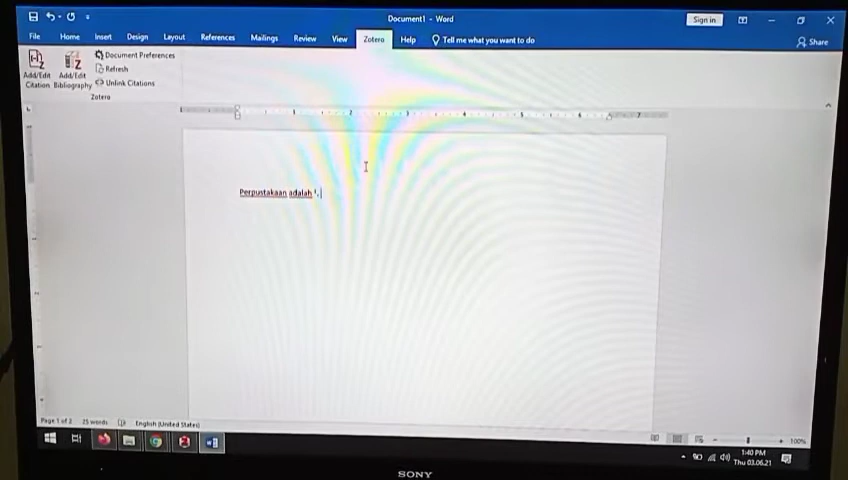 Document1 - Word
Sign in
File Home Insert Design Layout References Mailings Review View Zotero Help Tell me what you want to do
Share
Add/Edit Citation
Add/Edit Bibliography
Document Preferences
Refresh
Unlink Citations
Zotero
Perpustakaan adalah ¹.
Page 1 of 2 25 words English (United States)
100%
1:40 PM
Thu 03.06.21
SONY